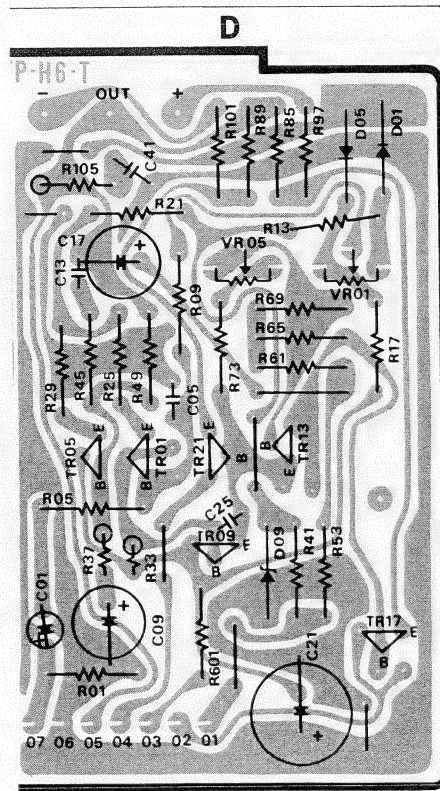 D
P-H6-T
- OUT +
R101 R89 R85 R97 D05 D01
C41
R105
R21
R13
C17 + VR05
C13
R09
R69 VR01
R65
R73 R17
R61
R29 R45 R25 R49 C05
TR05 E B
TR01 E B
TR21 E B
TR13 B E
R05
C25
R37 R33
TR09 E B
D09 R41 R53
C01 +
C09 +
R601
C21 +
TR17 E B
R01
07 06 05 04 03 02 01